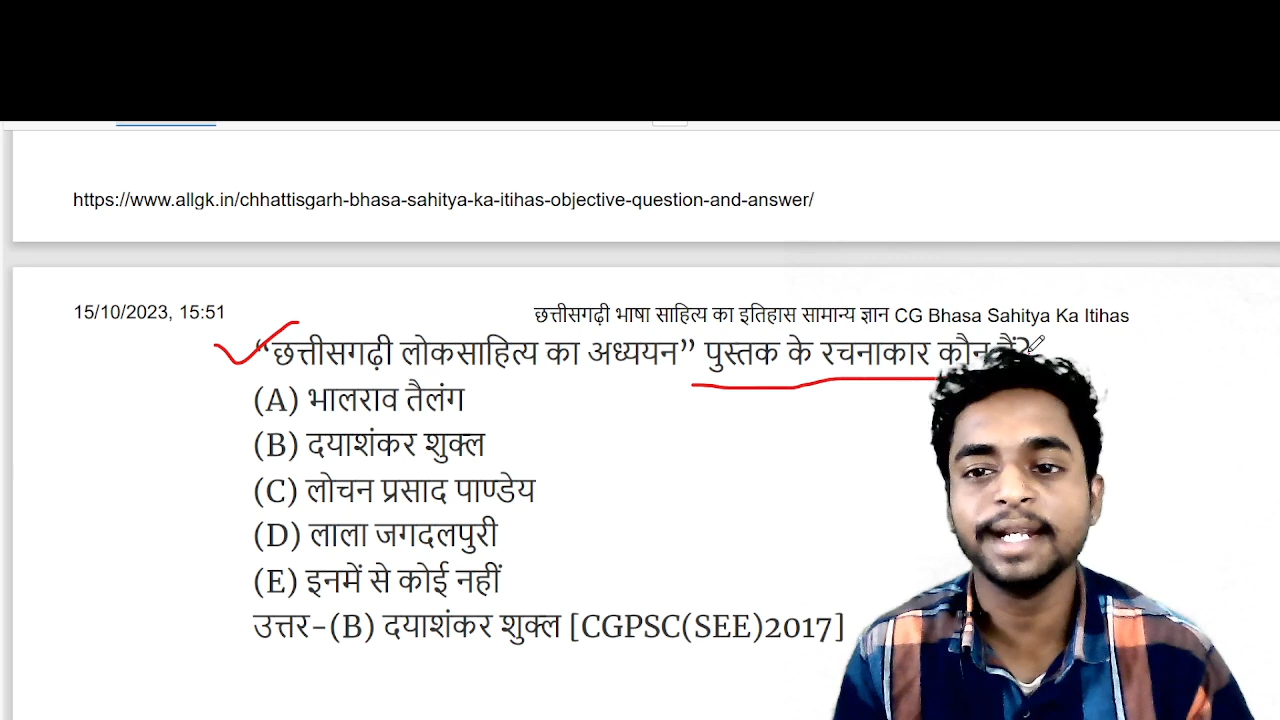 https://www.allgk.in/chhattisgarh-bhasa-sahitya-ka-itihas-objective-question-and-answer/
15/10/2023, 15:51
छत्तीसगढ़ी भाषा साहित्य का इतिहास सामान्य ज्ञान CG Bhasa Sahitya Ka Itihas
“छत्तीसगढ़ी लोकसाहित्य का अध्ययन” पुस्तक के रचनाकार कौन
(A) भालराव तैलंग
(B) दयाशंकर शुक्ल
(C) लोचन प्रसाद पाण्डेय
(D) लाला जगदलपुरी
(E) इनमें से कोई नहीं
उत्तर-(B) दयाशंकर शुक्ल [CGPSC(SEE)2017]